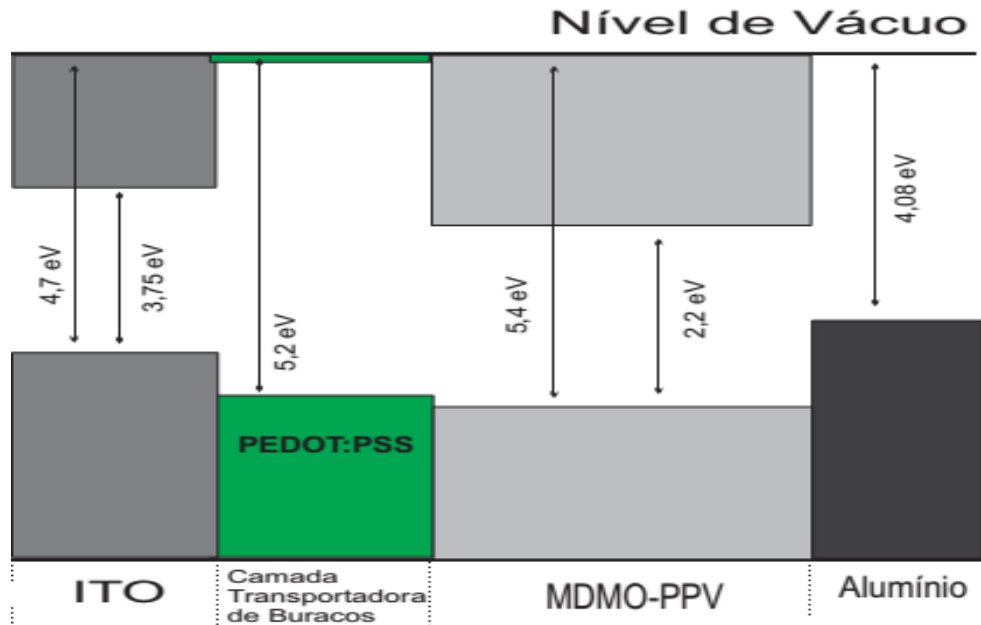 Nível de Vácuo
4,7 eV
3,75 eV
5,2 eV
5,4 eV
2,2 eV
4,08 eV
PEDOT:PSS
ITO
Camada
Transportadora
de Buracos
MDMO-PPV
Alumínio